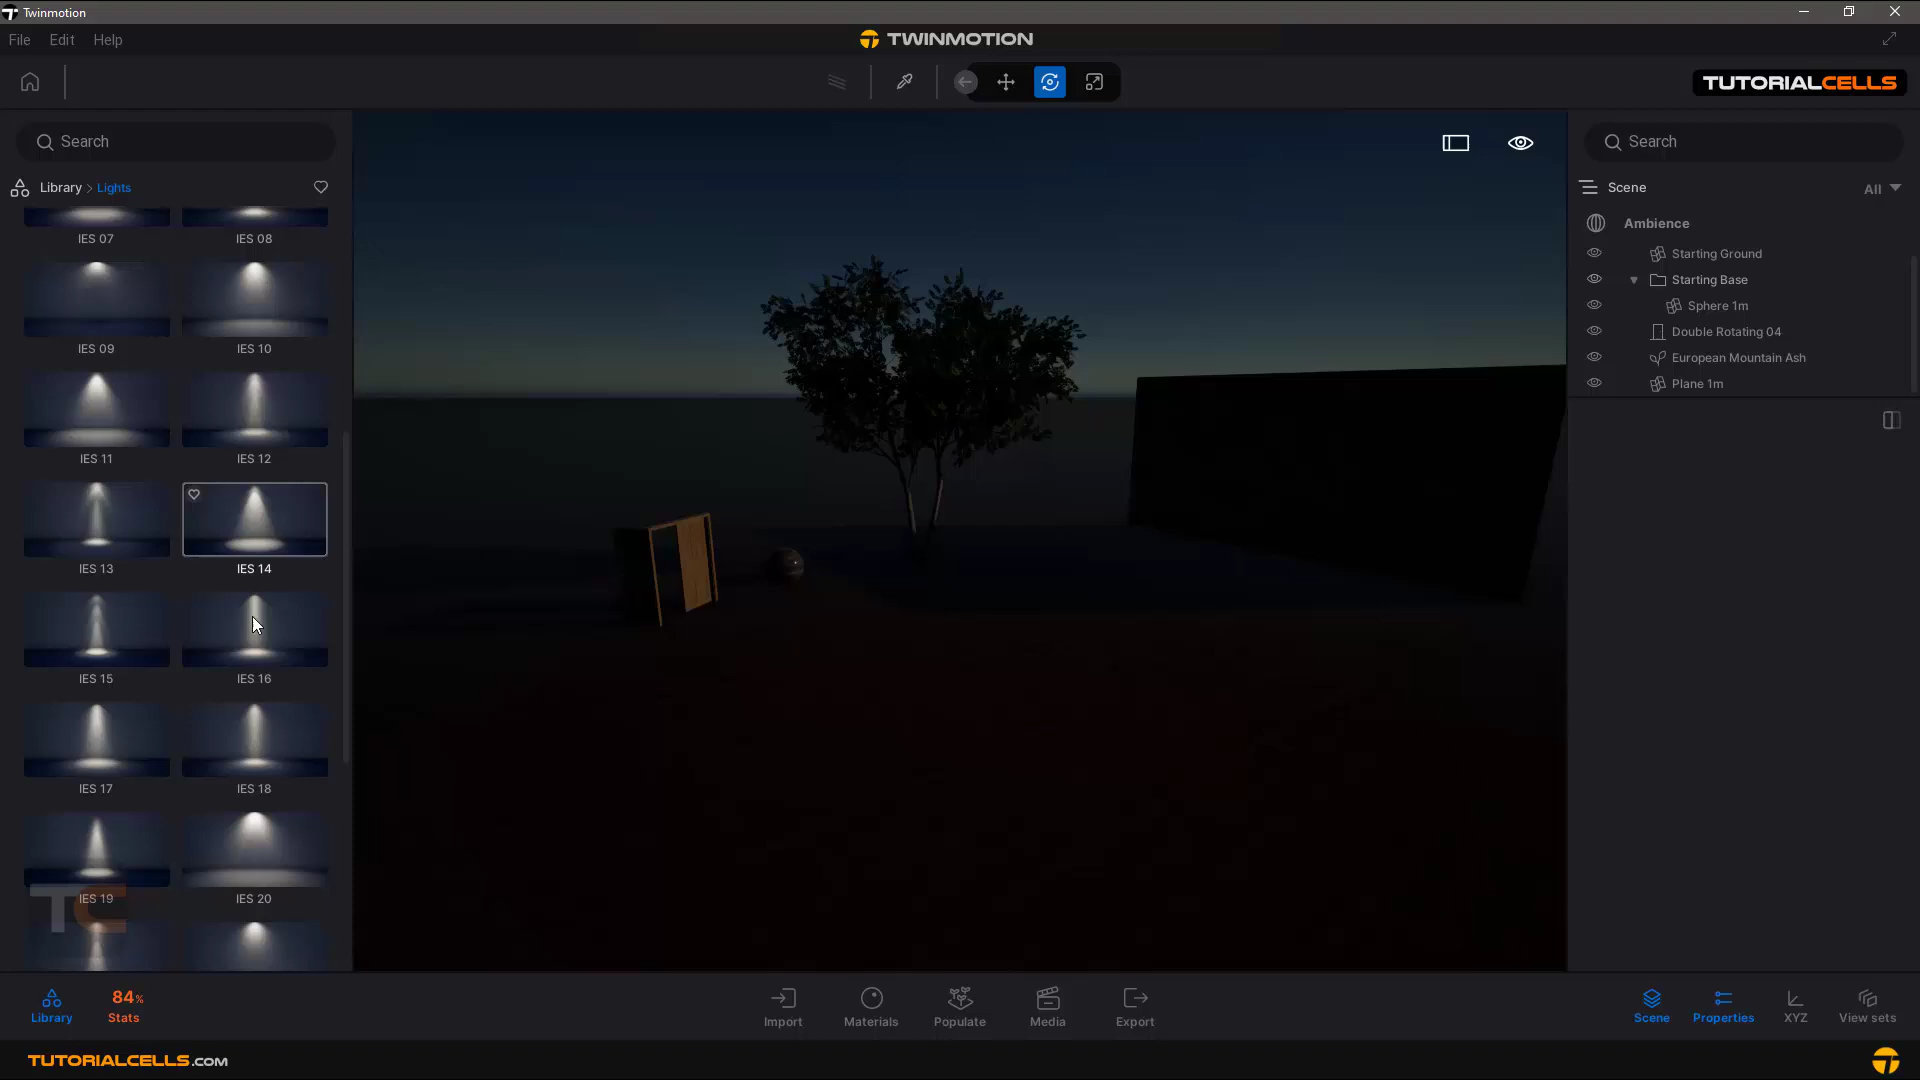 Twinmotion
File Edit Help
TWINMOTION
TUTORIALCELLS
Search
Library > Lights
IES 07
IES 08
IES 09
IES 10
IES 11
IES 12
IES 13
IES 14
IES 15
IES 16
IES 17
IES 18
IES 19
IES 20
TC
Search
Scene
All
Ambience
Starting Ground
Starting Base
Sphere 1m
Double Rotating 04
European Mountain Ash
Plane 1m
Library
84%
Stats
Import
Materials
Populate
Media
Export
Scene
Properties
XYZ
View sets
TUTORIALCELLS.COM